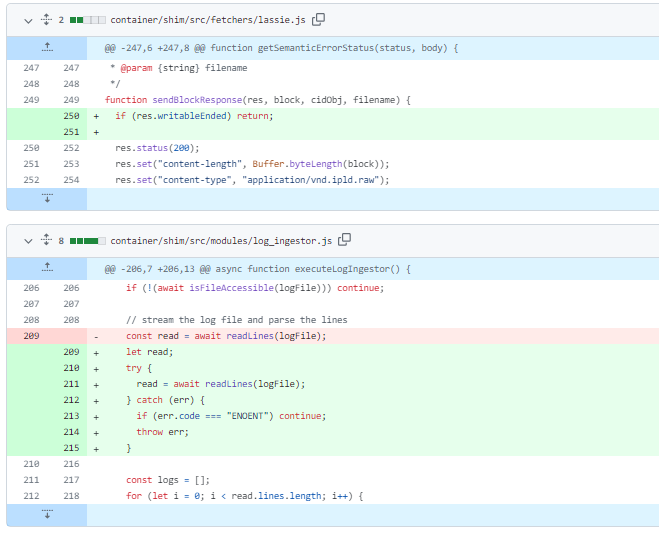 2 container/shim/src/fetchers/lassie.js
@@ -247,6 +247,8 @@ function getSemanticErrorStatus(status, body) {
247 247 * @param {string} filename
248 248 */
249 249 function sendBlockResponse(res, block, cidObj, filename) {
250 + if (res.writableEnded) return;
251 +
250 252 res.status(200);
251 253 res.set("content-length", Buffer.byteLength(block));
252 254 res.set("content-type", "application/vnd.ipld.raw");
8 container/shim/src/modules/log_ingestor.js
@@ -206,7 +206,13 @@ async function executeLogIngestor() {
206 206 if (!(await isFileAccessible(logFile))) continue;
207 207
208 208 // stream the log file and parse the lines
209 - const read = await readLines(logFile);
209 + let read;
210 + try {
211 + read = await readLines(logFile);
212 + } catch (err) {
213 + if (err.code === "ENOENT") continue;
214 + throw err;
215 + }
210 216
211 217 const logs = [];
212 218 for (let i = 0; i < read.lines.length; i++) {